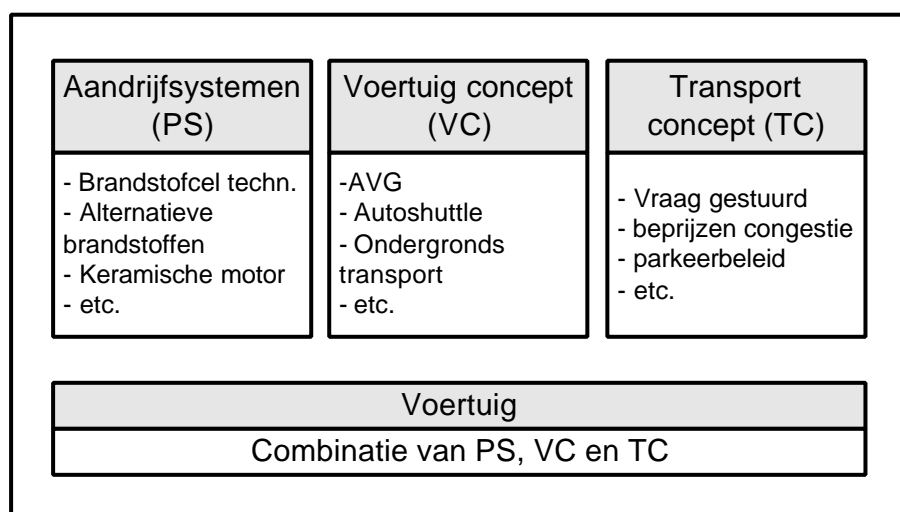 Aandrijfsystemen
(PS)
- Brandstofcel techn.
- Alternatieve
brandstoffen
- Keramische motor
- etc.
Voertuig concept
(VC)
-AVG
- Autoshuttle
- Ondergronds
transport
- etc.
Transport
concept (TC)
- Vraag gestuurd
- beprijzen congestie
- parkeerbeleid
- etc.
Voertuig
Combinatie van PS, VC en TC